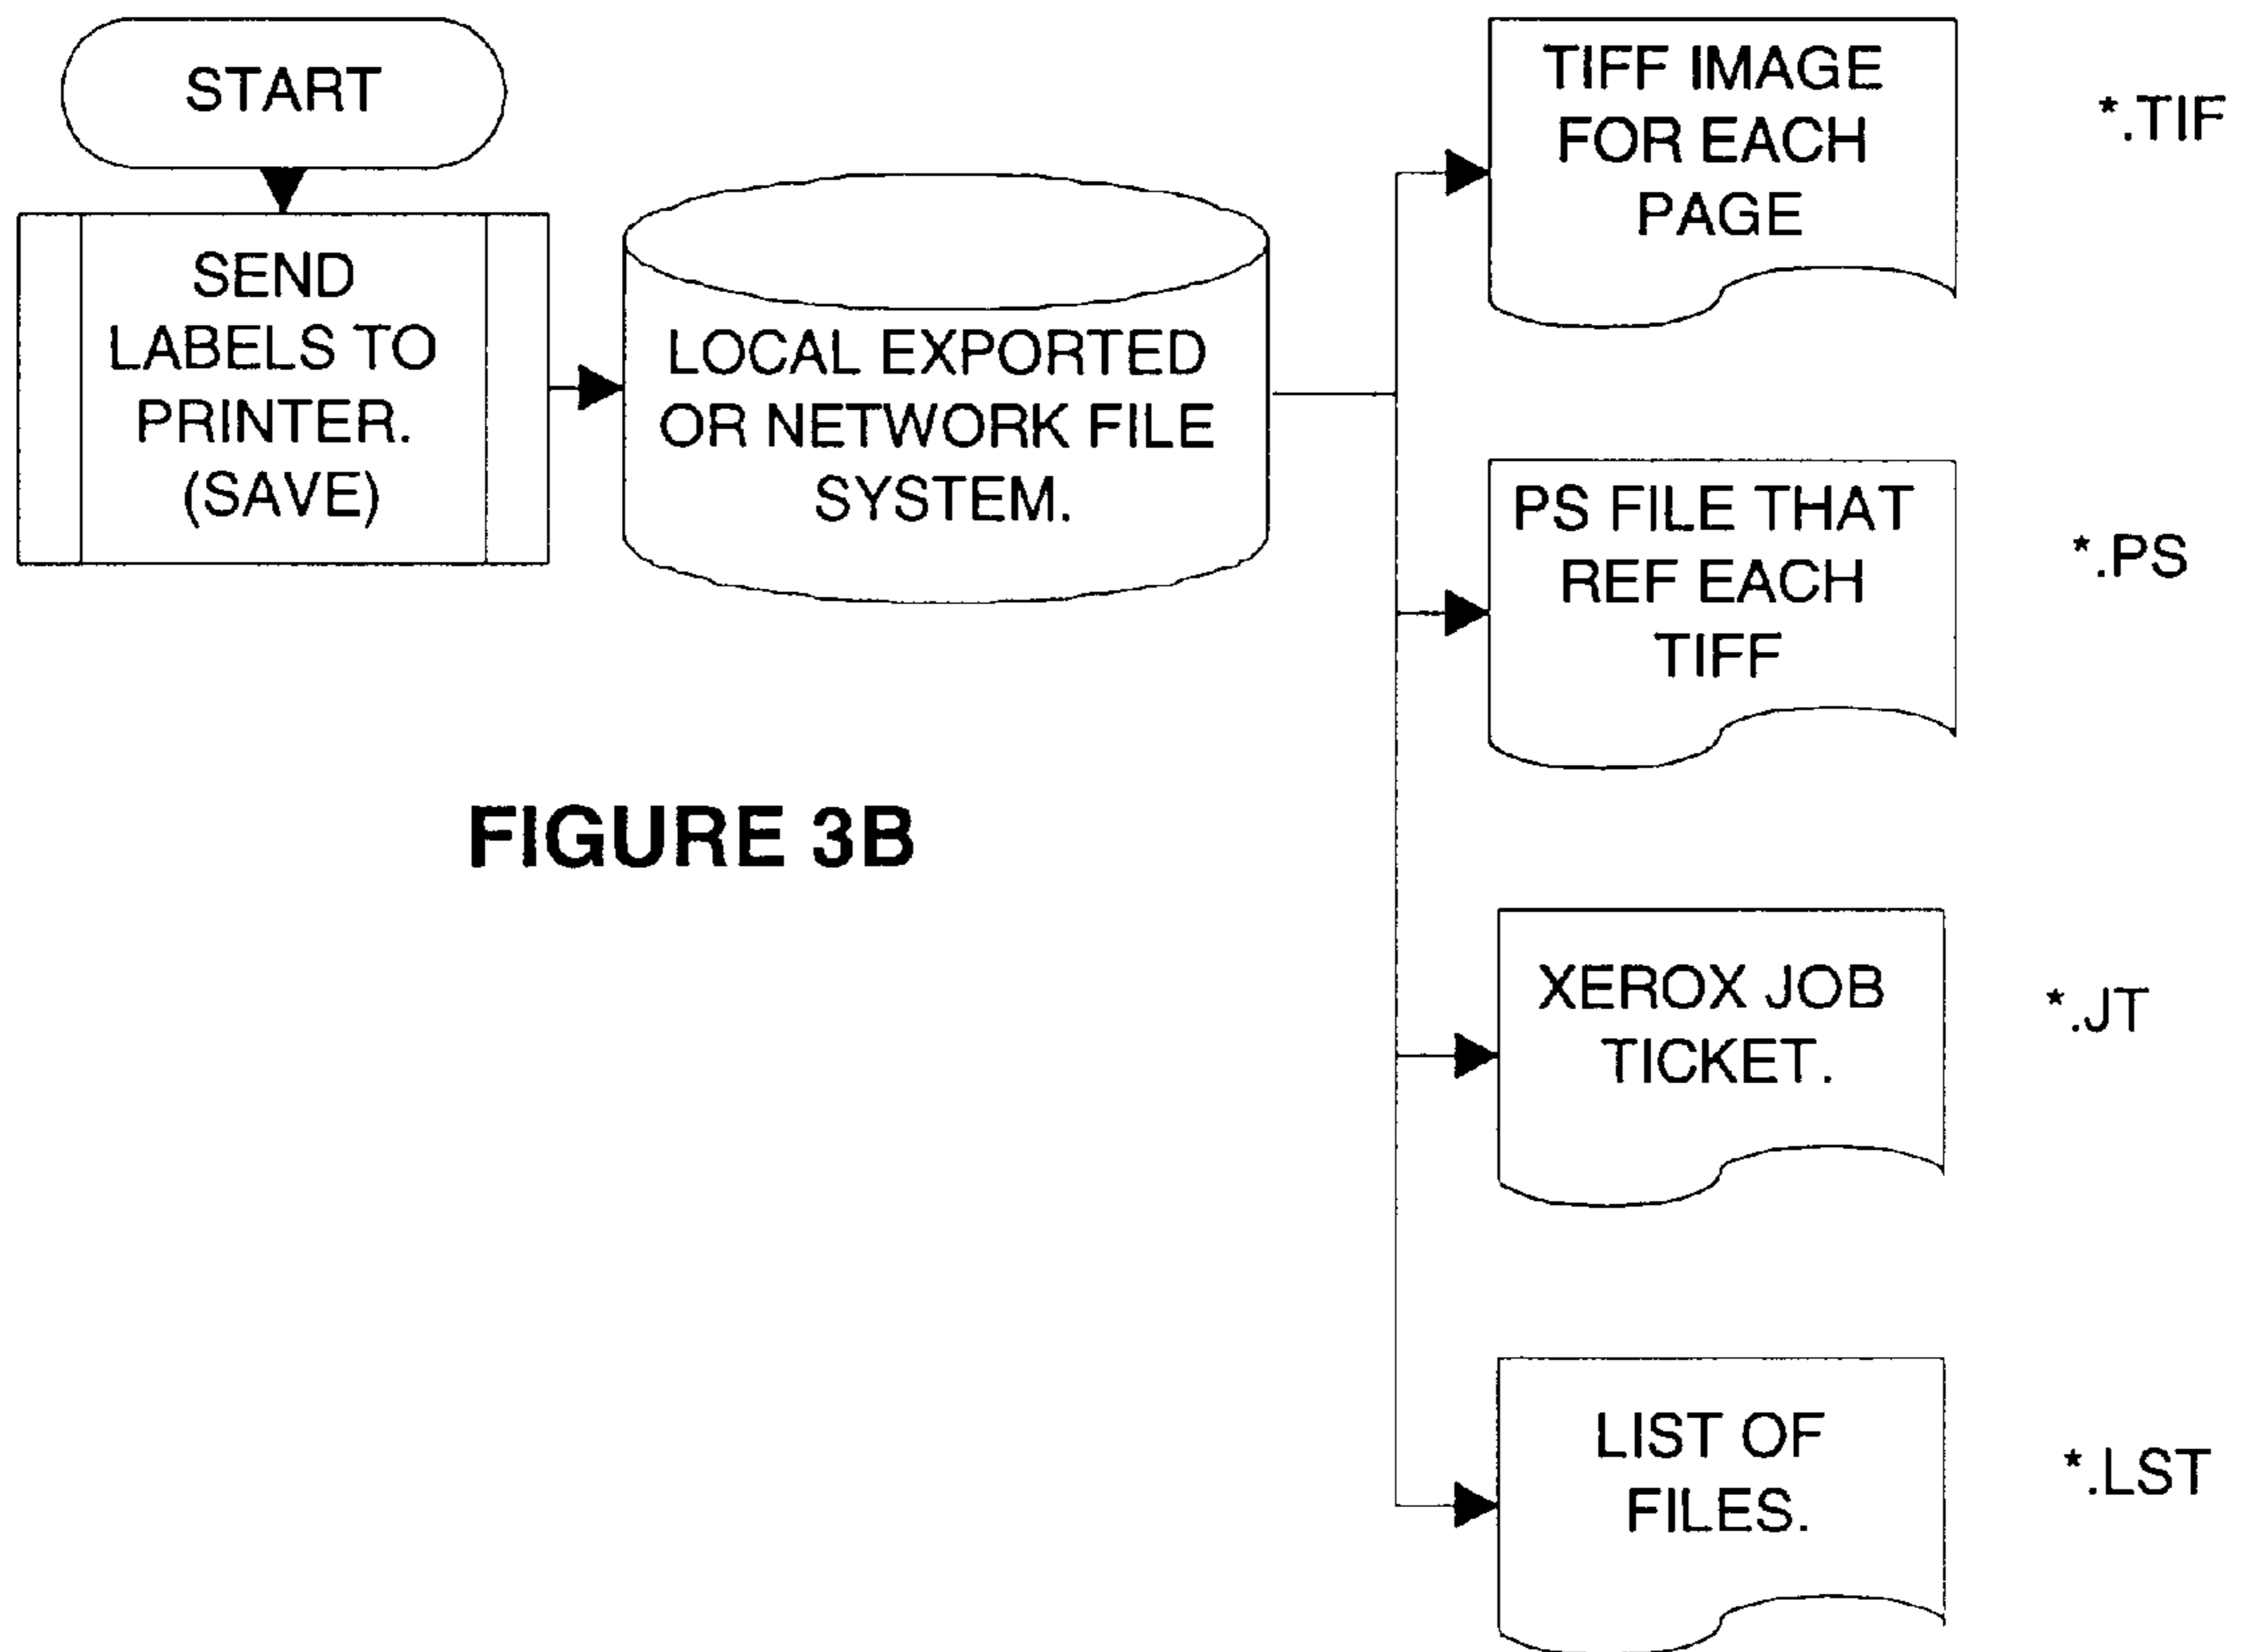 START
SEND
LABELS TO
PRINTER.
(SAVE)
LOCAL EXPORTED
OR NETWORK FILE
SYSTEM.
TIFF IMAGE
FOR EACH
PAGE
*.TIF
PS FILE THAT
REF EACH
TIFF
*.PS
XEROX JOB
TICKET.
*.JT
LIST OF
FILES.
*.LST
FIGURE 3B